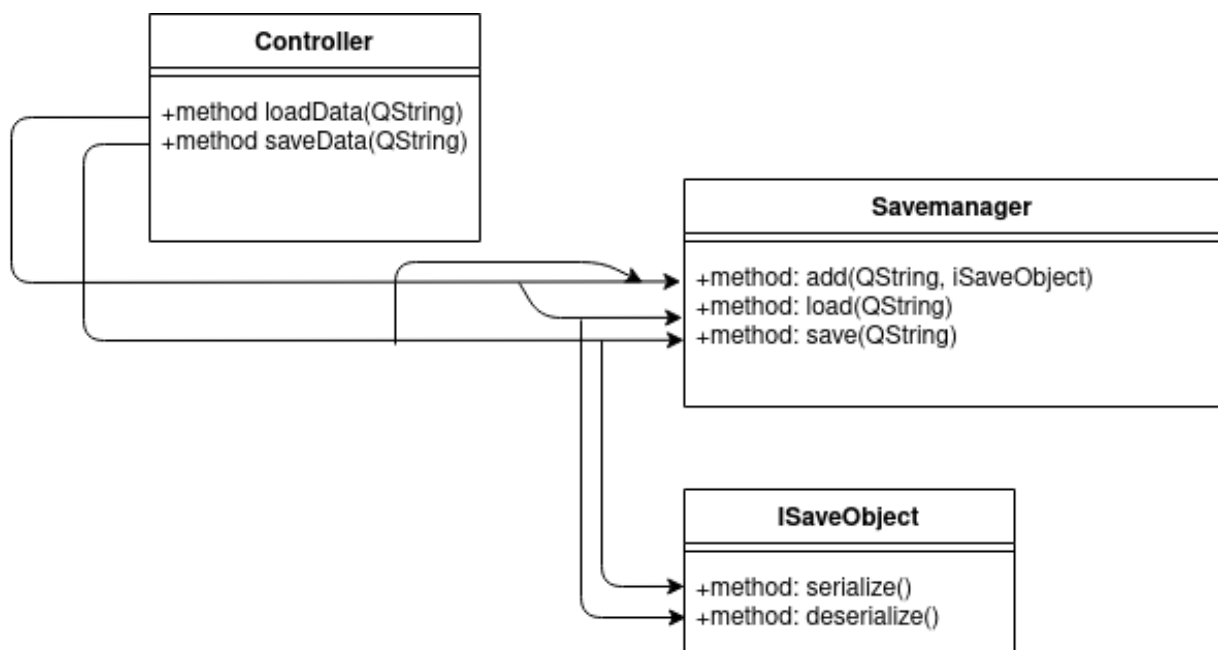 Controller
+method loadData(QString)
+method saveData(QString)
Savemanager
+method: add(QString, iSaveObject)
+method: load(QString)
+method: save(QString)
ISaveObject
+method: serialize()
+method: deserialize()